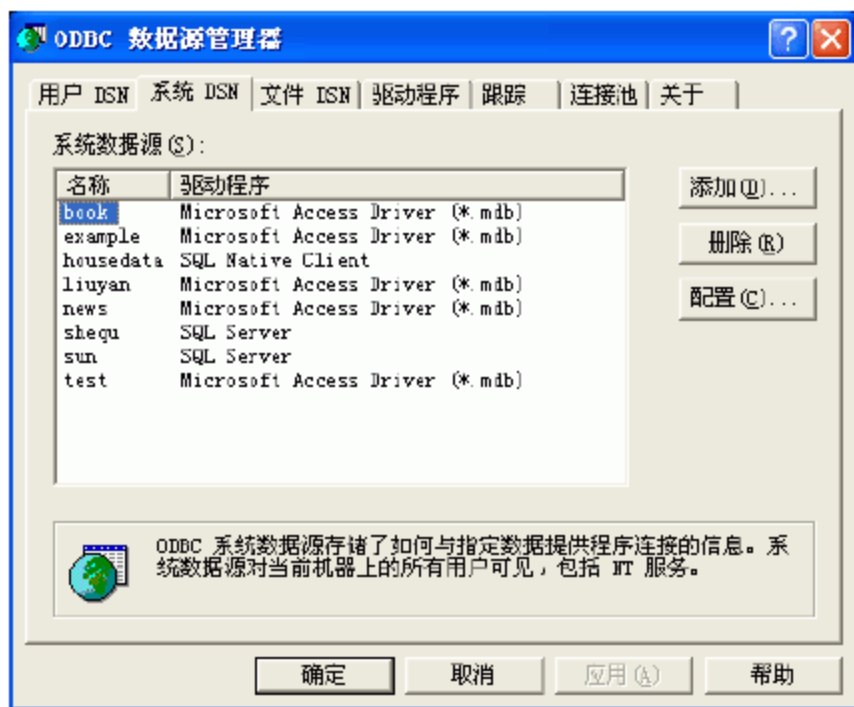 ODBC 数据源管理器
用户 DSN 系统 DSN 文件 DSN 驱动程序 跟踪 连接池 关于
系统数据源(S):
名称 驱动程序
添加(D)...
book Microsoft Access Driver (*.mdb)
example Microsoft Access Driver (*.mdb)
删除(R)
housedata SQL Native Client
liuyan Microsoft Access Driver (*.mdb)
配置(C)...
news Microsoft Access Driver (*.mdb)
shequ SQL Server
sun SQL Server
test Microsoft Access Driver (*.mdb)
ODBC 系统数据源存储了如何与指定数据提供程序连接的信息。系
统数据源对当前机器上的所有用户可见，包括 NT 服务。
确定 取消 应用(A) 帮助